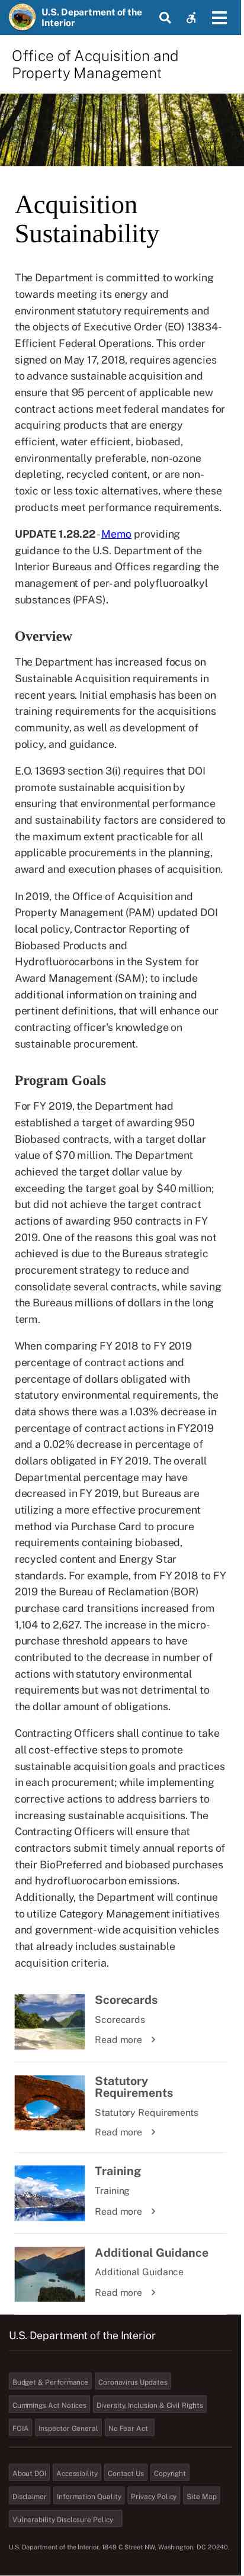 U.S. Department of the
Interior
Office of Acquisition and
Property Management
Acquisition
Sustainability
The Department is committed to working
towards meeting its energy and
environment statutory requirements and
the objects of Executive Order (EO) 13834-
Efficient Federal Operations. This order
signed on May 17, 2018, requires agencies
to advance sustainable acquisition and
ensure that 95 percent of applicable new
contract actions meet federal mandates for
acquiring products that are energy
efficient, water efficient, biobased,
environmentally preferable, non-ozone
depleting, recycled content, or are non-
toxic or less toxic alternatives, where these
products meet performance requirements.
UPDATE 1.28.22 - Memo providing
guidance to the U.S. Department of the
Interior Bureaus and Offices regarding the
management of per- and polyfluoroalkyl
substances (PFAS).
Overview
The Department has increased focus on
Sustainable Acquisition requirements in
recent years. Initial emphasis has been on
training requirements for the acquisitions
community, as well as development of
policy, and guidance.
E.O. 13693 section 3(i) requires that DOI
promote sustainable acquisition by
ensuring that environmental performance
and sustainability factors are considered to
the maximum extent practicable for all
applicable procurements in the planning,
award and execution phases of acquisition.
In 2019, the Office of Acquisition and
Property Management (PAM) updated DOI
local policy, Contractor Reporting of
Biobased Products and
Hydrofluorocarbons in the System for
Award Management (SAM); to include
additional information on training and
pertinent definitions, that will enhance our
contracting officer's knowledge on
sustainable procurement.
Program Goals
For FY 2019, the Department had
established a target of awarding 950
Biobased contracts, with a target dollar
value of $70 million. The Department
achieved the target dollar value by
exceeding the target goal by $40 million;
but did not achieve the target contract
actions of awarding 950 contracts in FY
2019. One of the reasons this goal was not
achieved is due to the Bureaus strategic
procurement strategy to reduce and
consolidate several contracts, while saving
the Bureaus millions of dollars in the long
term.
When comparing FY 2018 to FY 2019
percentage of contract actions and
percentage of dollars obligated with
statutory environmental requirements, the
data shows there was a 1.03% decrease in
percentage of contract actions in FY2019
and a 0.02% decrease in percentage of
dollars obligated in FY 2019. The overall
Departmental percentage may have
decreased in FY 2019, but Bureaus are
utilizing a more effective procurement
method via Purchase Card to procure
requirements containing biobased,
recycled content and Energy Star
standards. For example, from FY 2018 to FY
2019 the Bureau of Reclamation (BOR)
purchase card transitions increased from
1,104 to 2,627. The increase in the micro-
purchase threshold appears to have
contributed to the decrease in number of
actions with statutory environmental
requirements but was not detrimental to
the dollar amount of obligations.
Contracting Officers shall continue to take
all cost-effective steps to promote
sustainable acquisition goals and practices
in procurement; while implementing
corrective actions to address barriers to
increasing sustainable acquisitions. The
Contracting Officers will ensure that
contractors submit timely annual reports of
their BioPreferred and biobased purchases
and hydrofluorocarbon emissions.
Additionally, the Department will continue
to utilize Category Management initiatives
and government-wide acquisition vehicles
that already includes sustainable
acquisition criteria.
Scorecards
Scorecards
Read more
Statutory
Requirements
Statutory Requirements
Read more
Training
Training
Read more
Additional Guidance
Additional Guidance
Read more
U.S. Department of the Interior
Budget & Performance Coronavirus Updates
Cummings Act Notices Diversity, Inclusion & Civil Rights
FOIA Inspector General No Fear Act
About DOI Accessibility Contact Us Copyright
Disclaimer Information Quality Privacy Policy Site Map
Vulnerability Disclosure Policy
U.S. Department of the Interior, 1849 C Street NW, Washington, DC 20240.